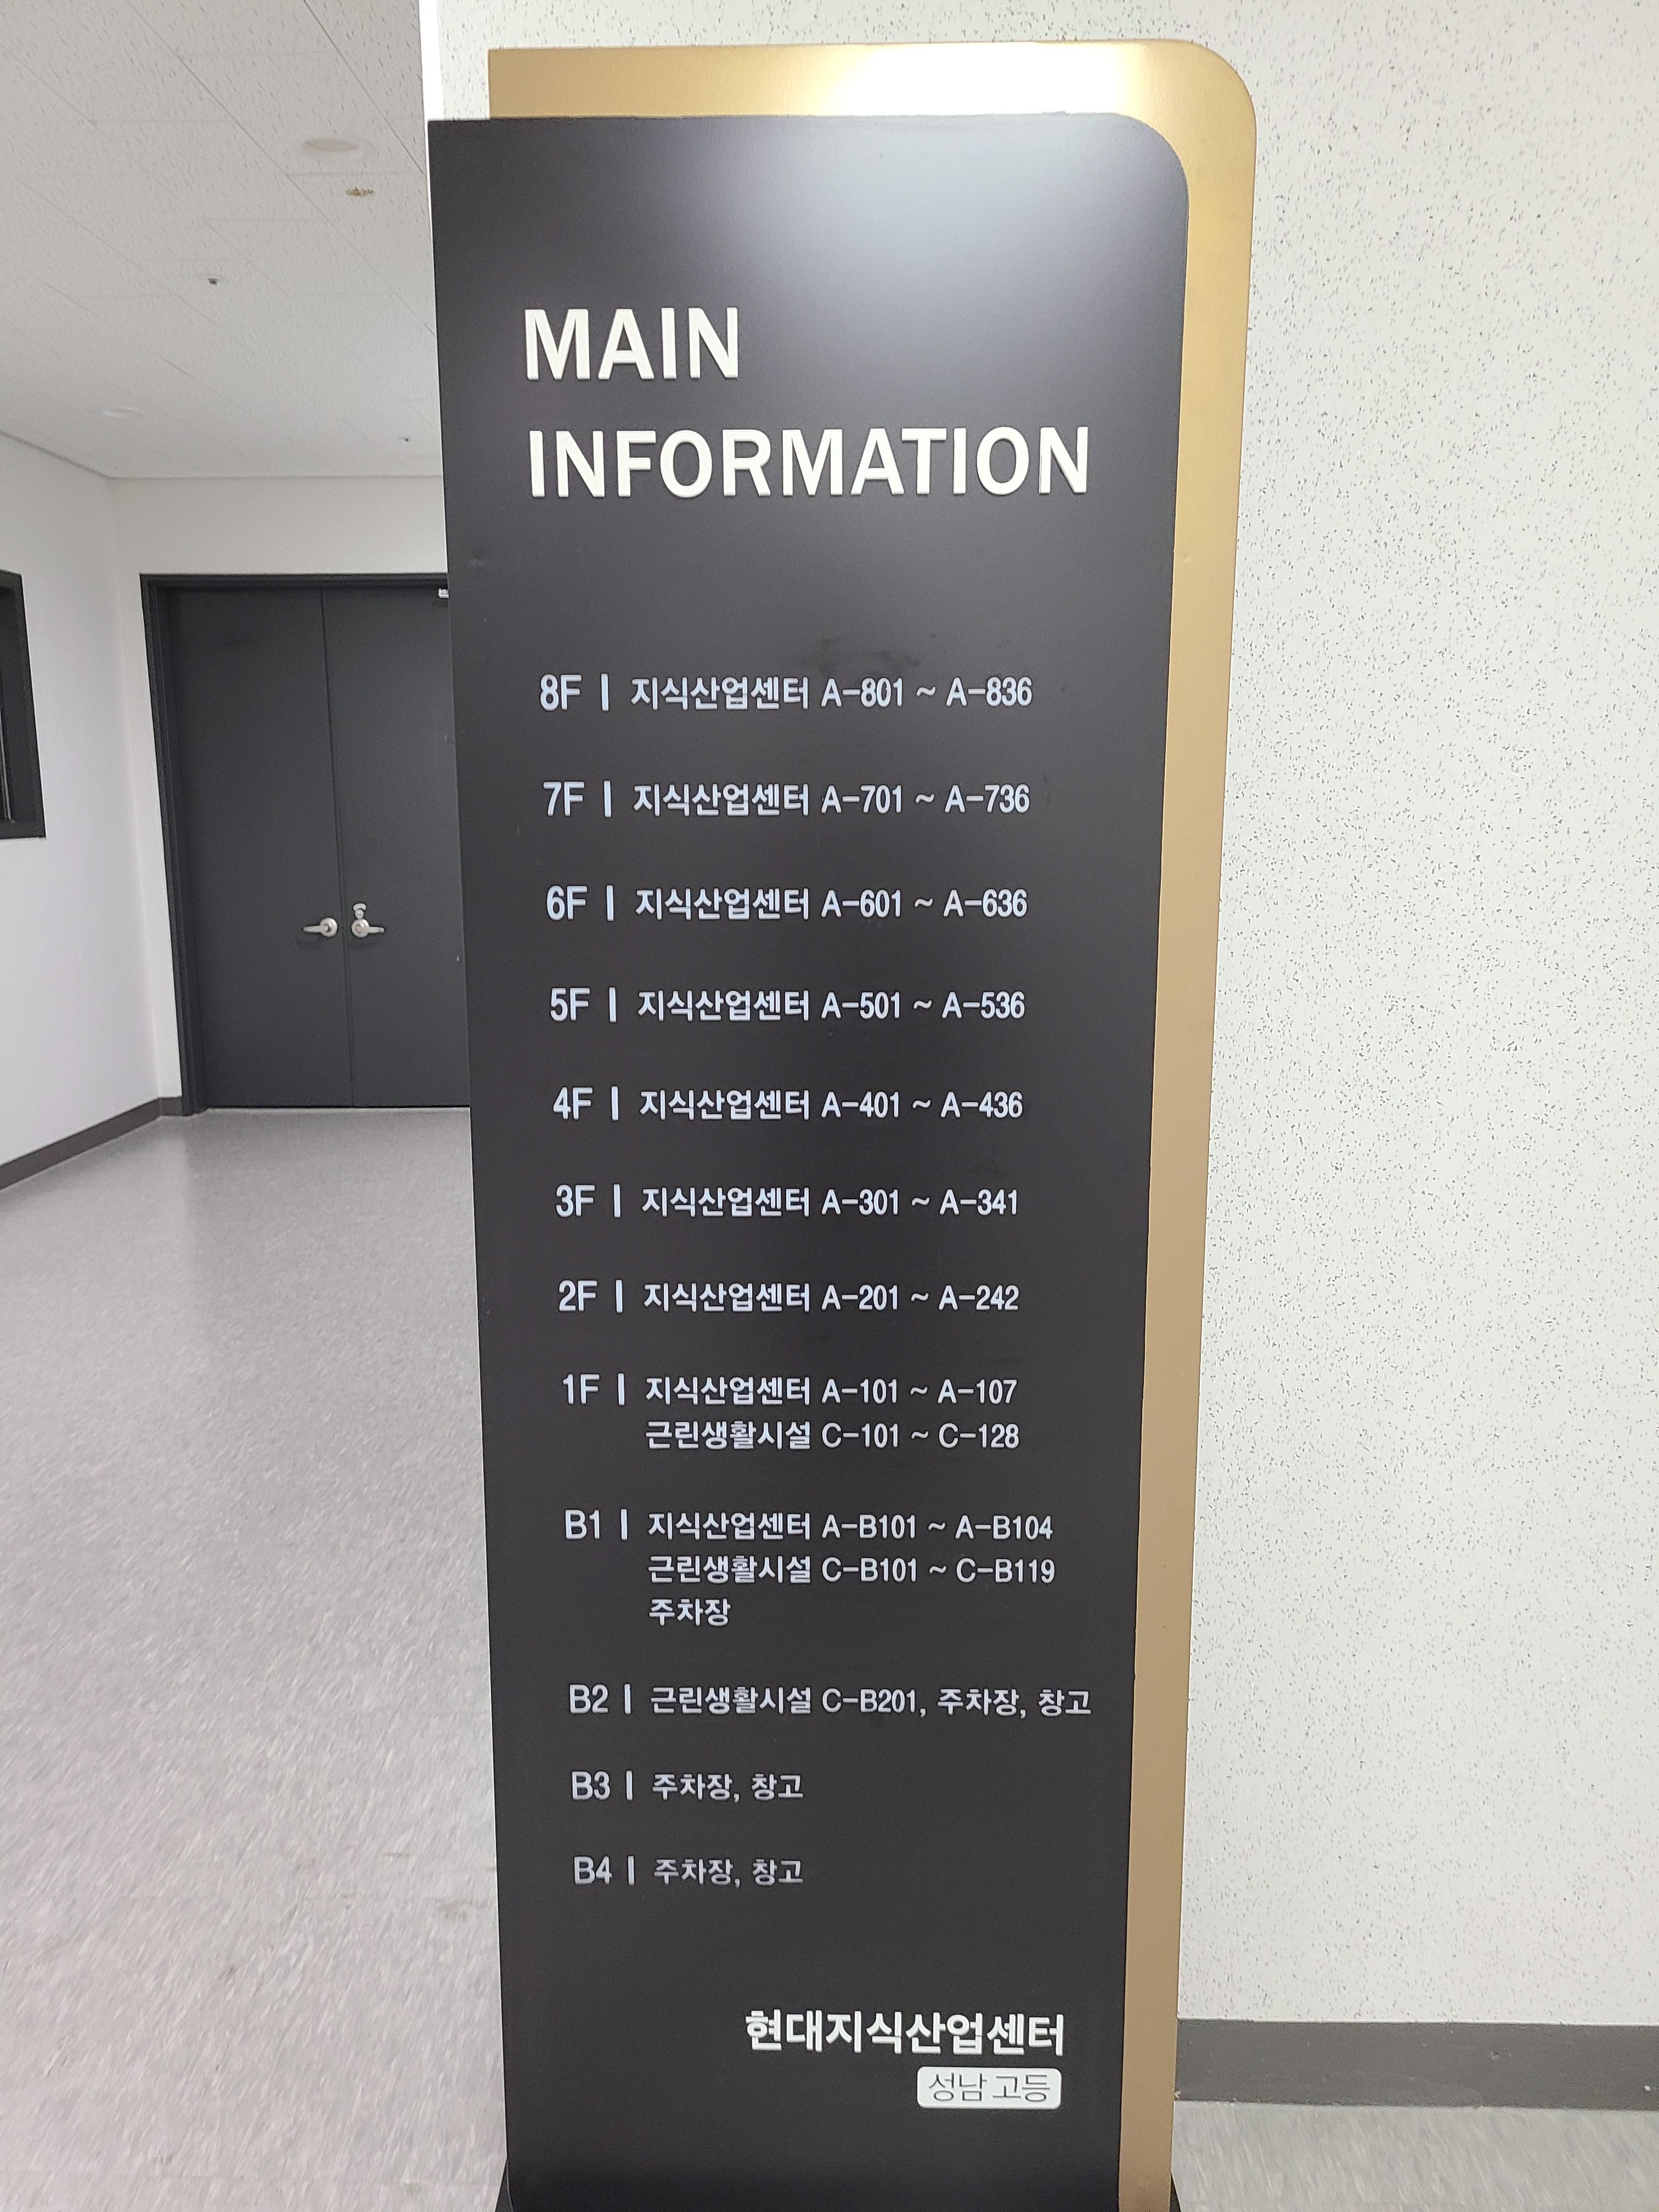 MAIN
INFORMATION
8F | 지식산업센터 A-801 ~ A-836
7F | 지식산업센터 A-701 ~ A-736
6F | 지식산업센터 A-601 ~ A-636
5F | 지식산업센터 A-501 ~ A-536
4F | 지식산업센터 A-401 ~ A-436
3F | 지식산업센터 A-301 ~ A-341
2F | 지식산업센터 A-201 ~ A-242
1F | 지식산업센터 A-101 ~ A-107
근린생활시설 C-101 ~ C-128
B1 | 지식산업센터 A-B101 ~ A-B104
근린생활시설 C-B101 ~ C-B119
주차장
B2 | 근린생활시설 C-B201, 주차장, 창고
B3 | 주차장, 창고
B4 | 주차장, 창고
현대지식산업센터
성남 고등